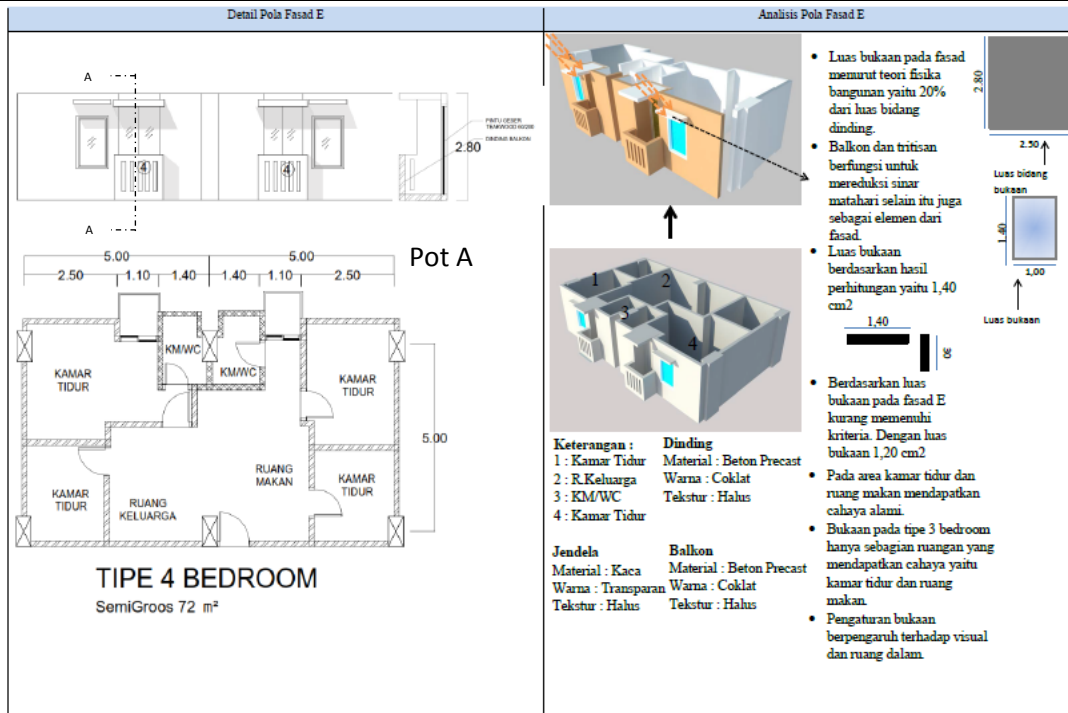 Detail Pola Fasad E
Analisis Pola Fasad E
A
A
4
4
PINTU GESER
TEAKWOOD 60/200
DINDING BALKON
2.80
Pot A
5.00
5.00
2.50
1.10
1.40
1.40
1.10
2.50
KM/WC
KM/WC
KAMAR
TIDUR
KAMAR
TIDUR
5.00
KAMAR
TIDUR
RUANG
KELUARGA
RUANG
MAKAN
KAMAR
TIDUR
TIPE 4 BEDROOM
SemiGroos 72 m²
1
2
3
4
Keterangan :
1 : Kamar Tidur
2 : R.Keluarga
3 : KM/WC
4 : Kamar Tidur
Dinding
Material : Beton Precast
Warna : Coklat
Tekstur : Halus
Jendela
Material : Kaca
Warna : Transparan
Tekstur : Halus
Balkon
Material : Beton Precast
Warna : Coklat
Tekstur : Halus
• Luas bukaan pada fasad
menurut teori fisika
bangunan yaitu 20%
dari luas bidang
dinding.
• Balkon dan tritisan
berfungsi untuk
mereduksi sinar
matahari selain itu juga
sebagai elemen dari
fasad.
• Luas bukaan
berdasarkan hasil
perhitungan yaitu 1,40
cm2
1,40
80
• Berdasarkan luas
bukaan pada fasad E
kurang memenuhi
kriteria. Dengan luas
bukaan 1,20 cm2
• Pada area kamar tidur dan
ruang makan mendapatkan
cahaya alami.
• Bukaan pada tipe 3 bedroom
hanya sebagian ruangan yang
mendapatkan cahaya yaitu
kamar tidur dan ruang
makan.
• Pengaturan bukaan
berpengaruh terhadap visual
dan ruang dalam.
2.80
2.50
Luas bidang
bukaan
1.40
1,00
Luas bukaan